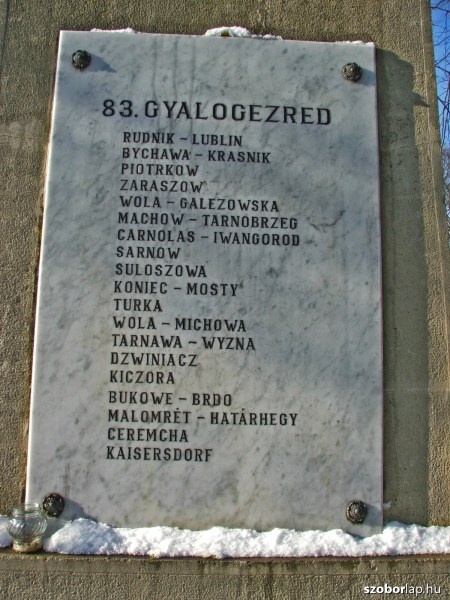 83. GYALOGEZRED
RUDNIK – LUBLIN
BYCHAWA – KRASNIK
PIOTRKOW
ZARASZOW
WOLA – GALEZOWSKA
MACHOW – TARNOBRZEG
CARNOLAS – IWANGOROD
SARNOW
SULOSZOWA
KONIEC – MOSTY
TURKA
WOLA – MICHOWA
TARNAWA – WYZNA
DZWINIACZ
KICZORA
BUKOWE – BRDO
MALOMRÉT – HATÁRHEGY
CEREMCHA
KAISERSDORF
szoborlap.hu